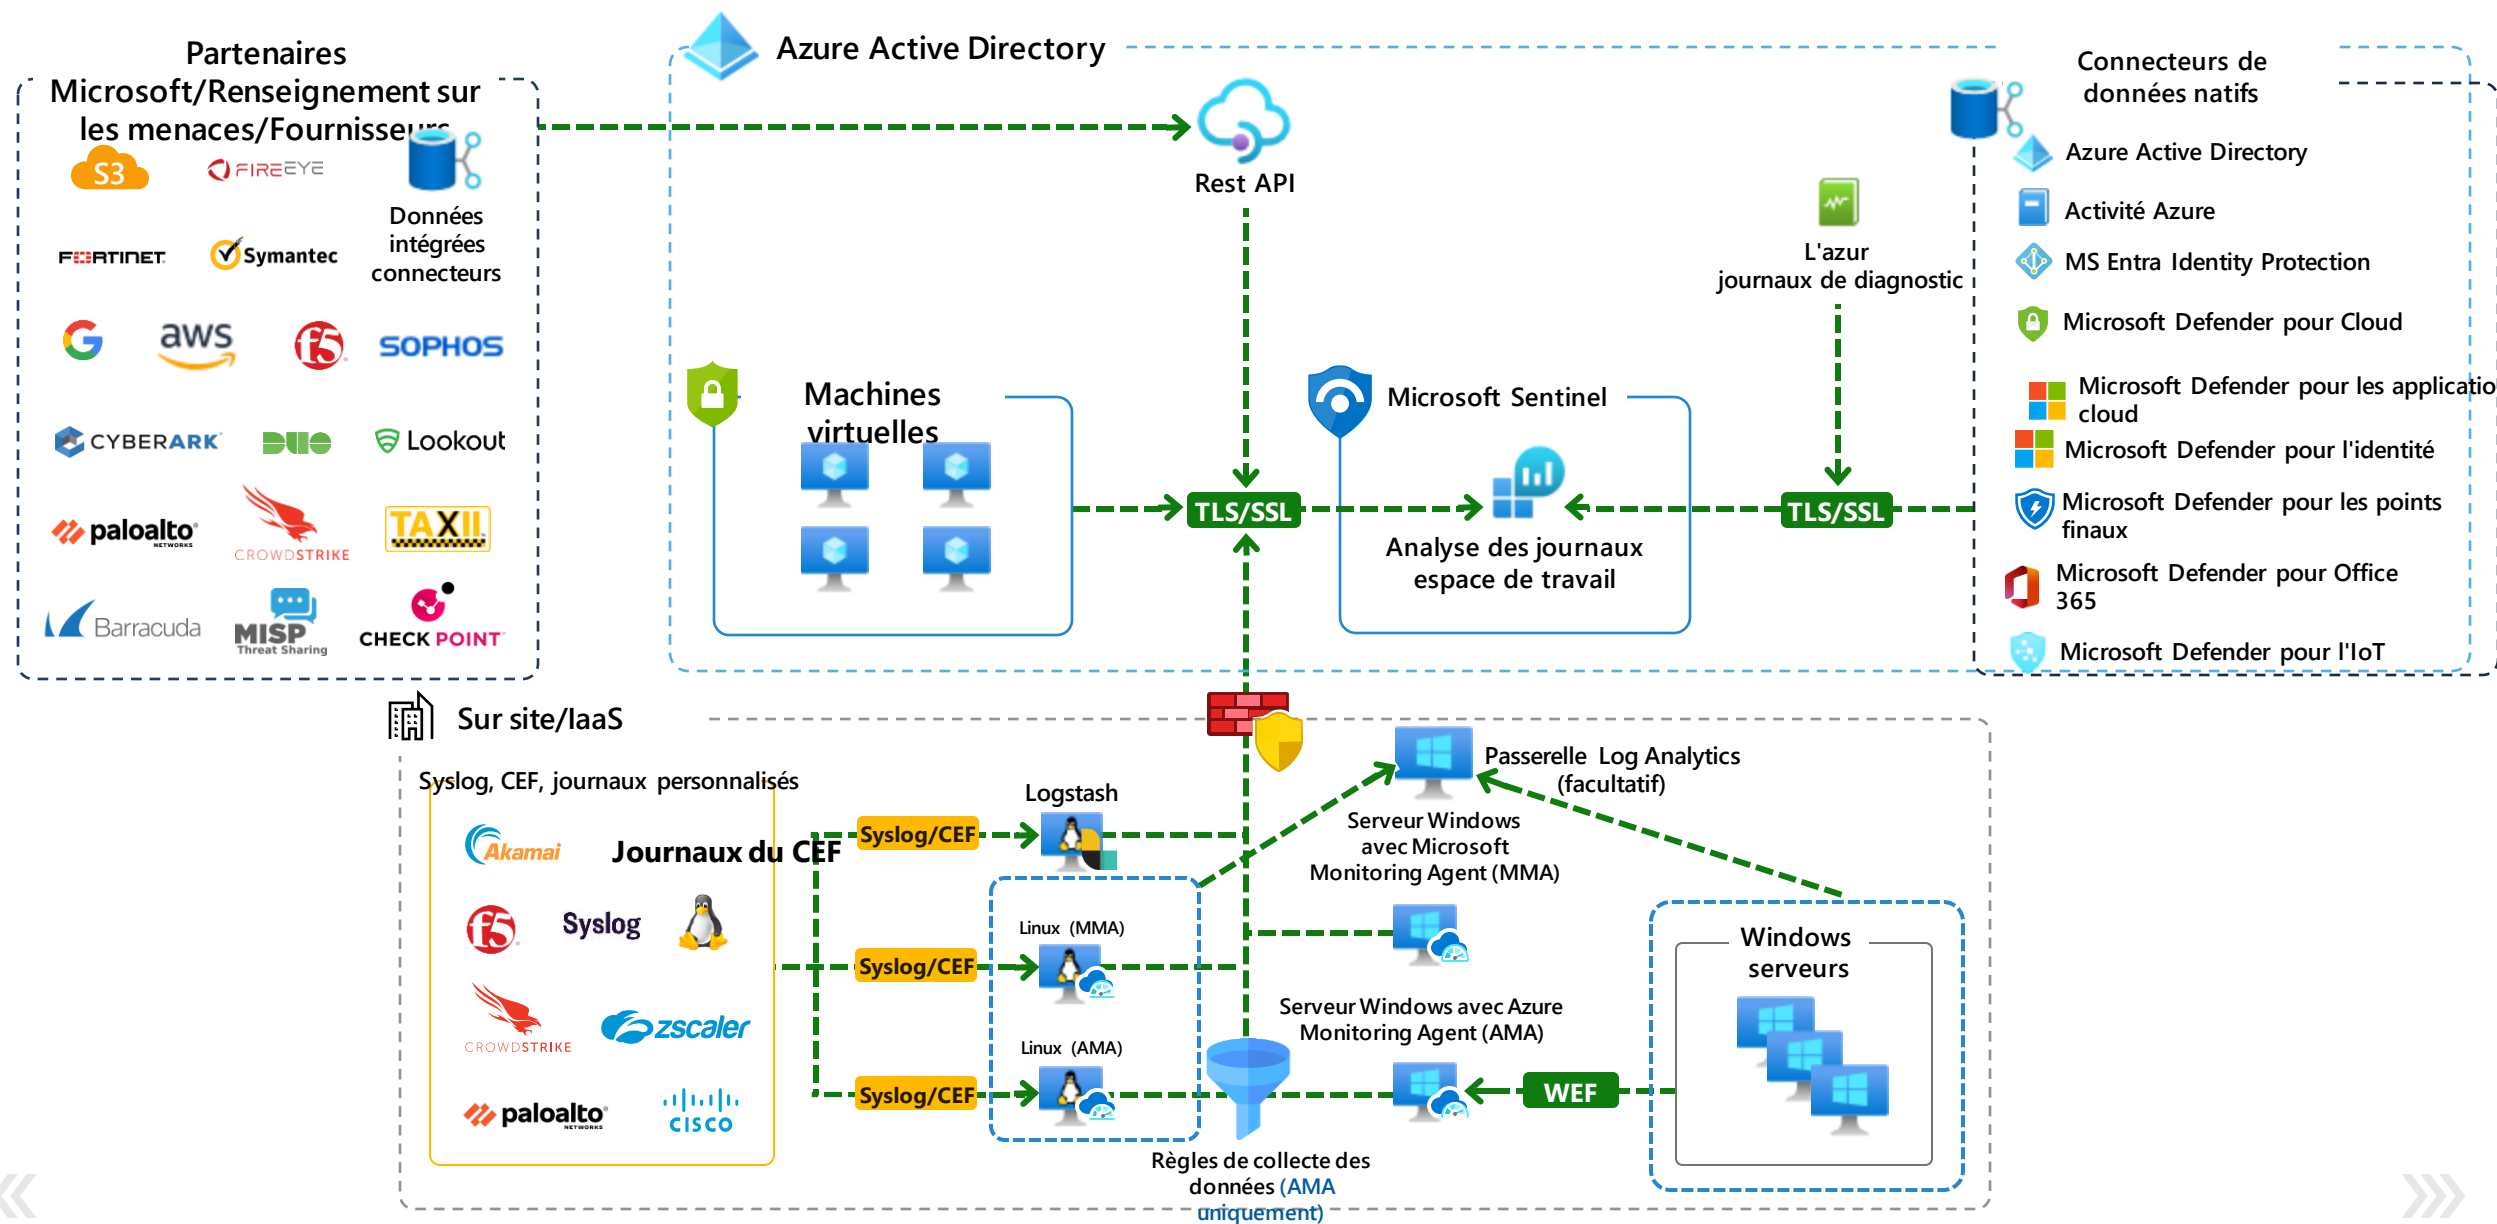 Partenaires
Microsoft/Renseignement sur
les menaces/Fournisseurs
S3
FIREEYE
Données
intégrées
connecteurs
FORTINET
Symantec
G
aws
f5
SOPHOS
CYBERARK
DUO
Lookout
paloalto
NETWORKS
CROWDSTRIKE
TAXII
Barracuda
MISP
Threat Sharing
CHECK POINT
Azure Active Directory
Rest API
L'azur
journaux de diagnostic
Machines
virtuelles
TLS/SSL
Microsoft Sentinel
Analyse des journaux
espace de travail
TLS/SSL
Connecteurs de
données natifs
Azure Active Directory
Activité Azure
MS Entra Identity Protection
Microsoft Defender pour Cloud
Microsoft Defender pour les applicatio
cloud
Microsoft Defender pour l'identité
Microsoft Defender pour les points
finaux
Microsoft Defender pour Office
365
Microsoft Defender pour l'IoT
Sur site/IaaS
Syslog, CEF, journaux personnalisés
Akamai
Journaux du CEF
f5
Syslog
CROWDSTRIKE
zscaler
paloalto
NETWORKS
CISCO
Syslog/CEF
Syslog/CEF
Syslog/CEF
Logstash
Linux (MMA)
Linux (AMA)
Passerelle Log Analytics
(facultatif)
Serveur Windows
avec Microsoft
Monitoring Agent (MMA)
Serveur Windows avec Azure
Monitoring Agent (AMA)
WEF
Windows
serveurs
Règles de collecte des
données (AMA
uniquement)